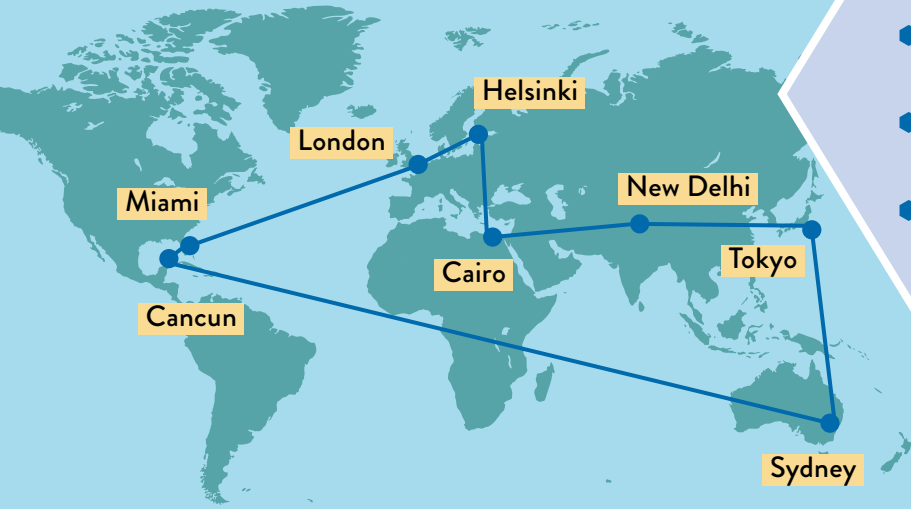 Helsinki
London
New Delhi
Miami
Tokyo
Cairo
Cancun
Sydney